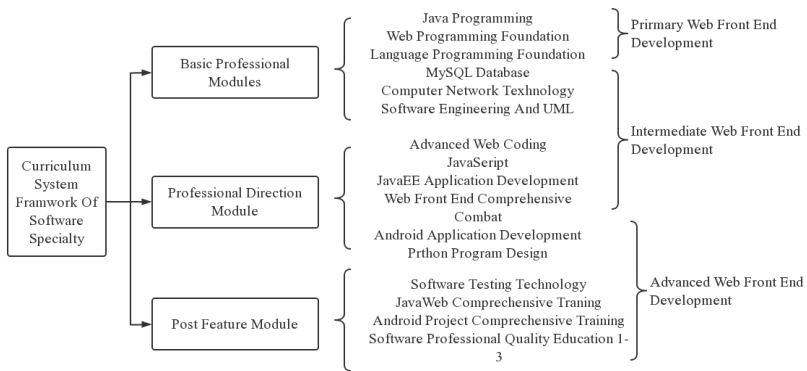 Curriculum
System
Framwork Of
Software
Specialty
Basic Professional
Modules
Professional Direction
Module
Post Feature Module
Java Programming
Web Programming Foundation
Language Programming Foundation
MySQL Database
Computer Network Texhnology
Software Engineering And UML
Advanced Web Coding
JavaSeript
JavaEE Application Development
Web Front End Comprehensive
Combat
Android Application Development
Prthon Program Design
Software Testing Technology
JavaWeb Comprechensive Traning
Android Project Comprechensive Training
Software Professional Quality Education 1-
3
Prirmary Web Front End
Development
Intermediate Web Front End
Development
Advanced Web Front End
Development